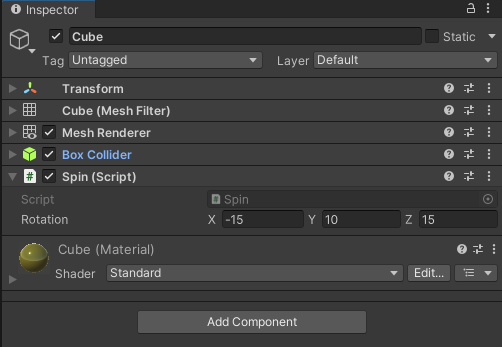 Inspector
Cube
Static
Tag Untagged Layer Default
Transform
Cube (Mesh Filter)
Mesh Renderer
Box Collider
Spin (Script)
Script Spin
Rotation X -15 Y 10 Z 15
Cube (Material)
Shader Standard Edit...
Add Component